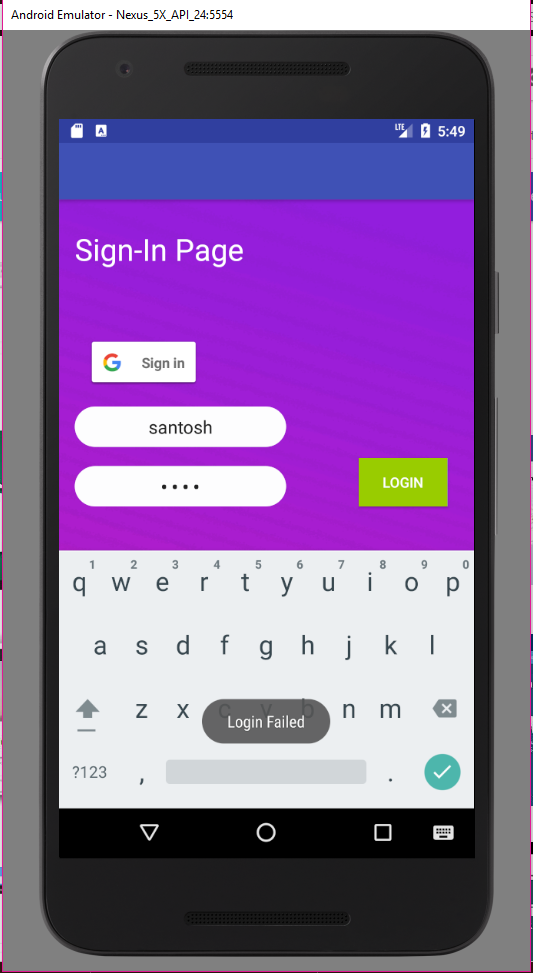 Android Emulator - Nexus_5X_API_24:5554
A LTE 5:49
Sign-In Page
G Sign in
santosh
••••
LOGIN
1 2 3 4 5 6 7 8 9 0
q w e r t y u i o p
a s d f g h j k l
z x c v b n m
Login Failed
?123 , .